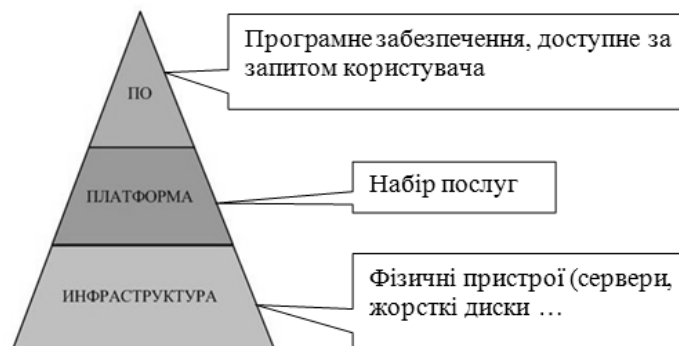 Програмне забезпечення, доступне за
запитом користувача
ПО
ПЛАТФОРМА
Набір послуг
Фізичні пристрої (сервери,
жорсткі диски …
ИНФРАСТРУКТУРА